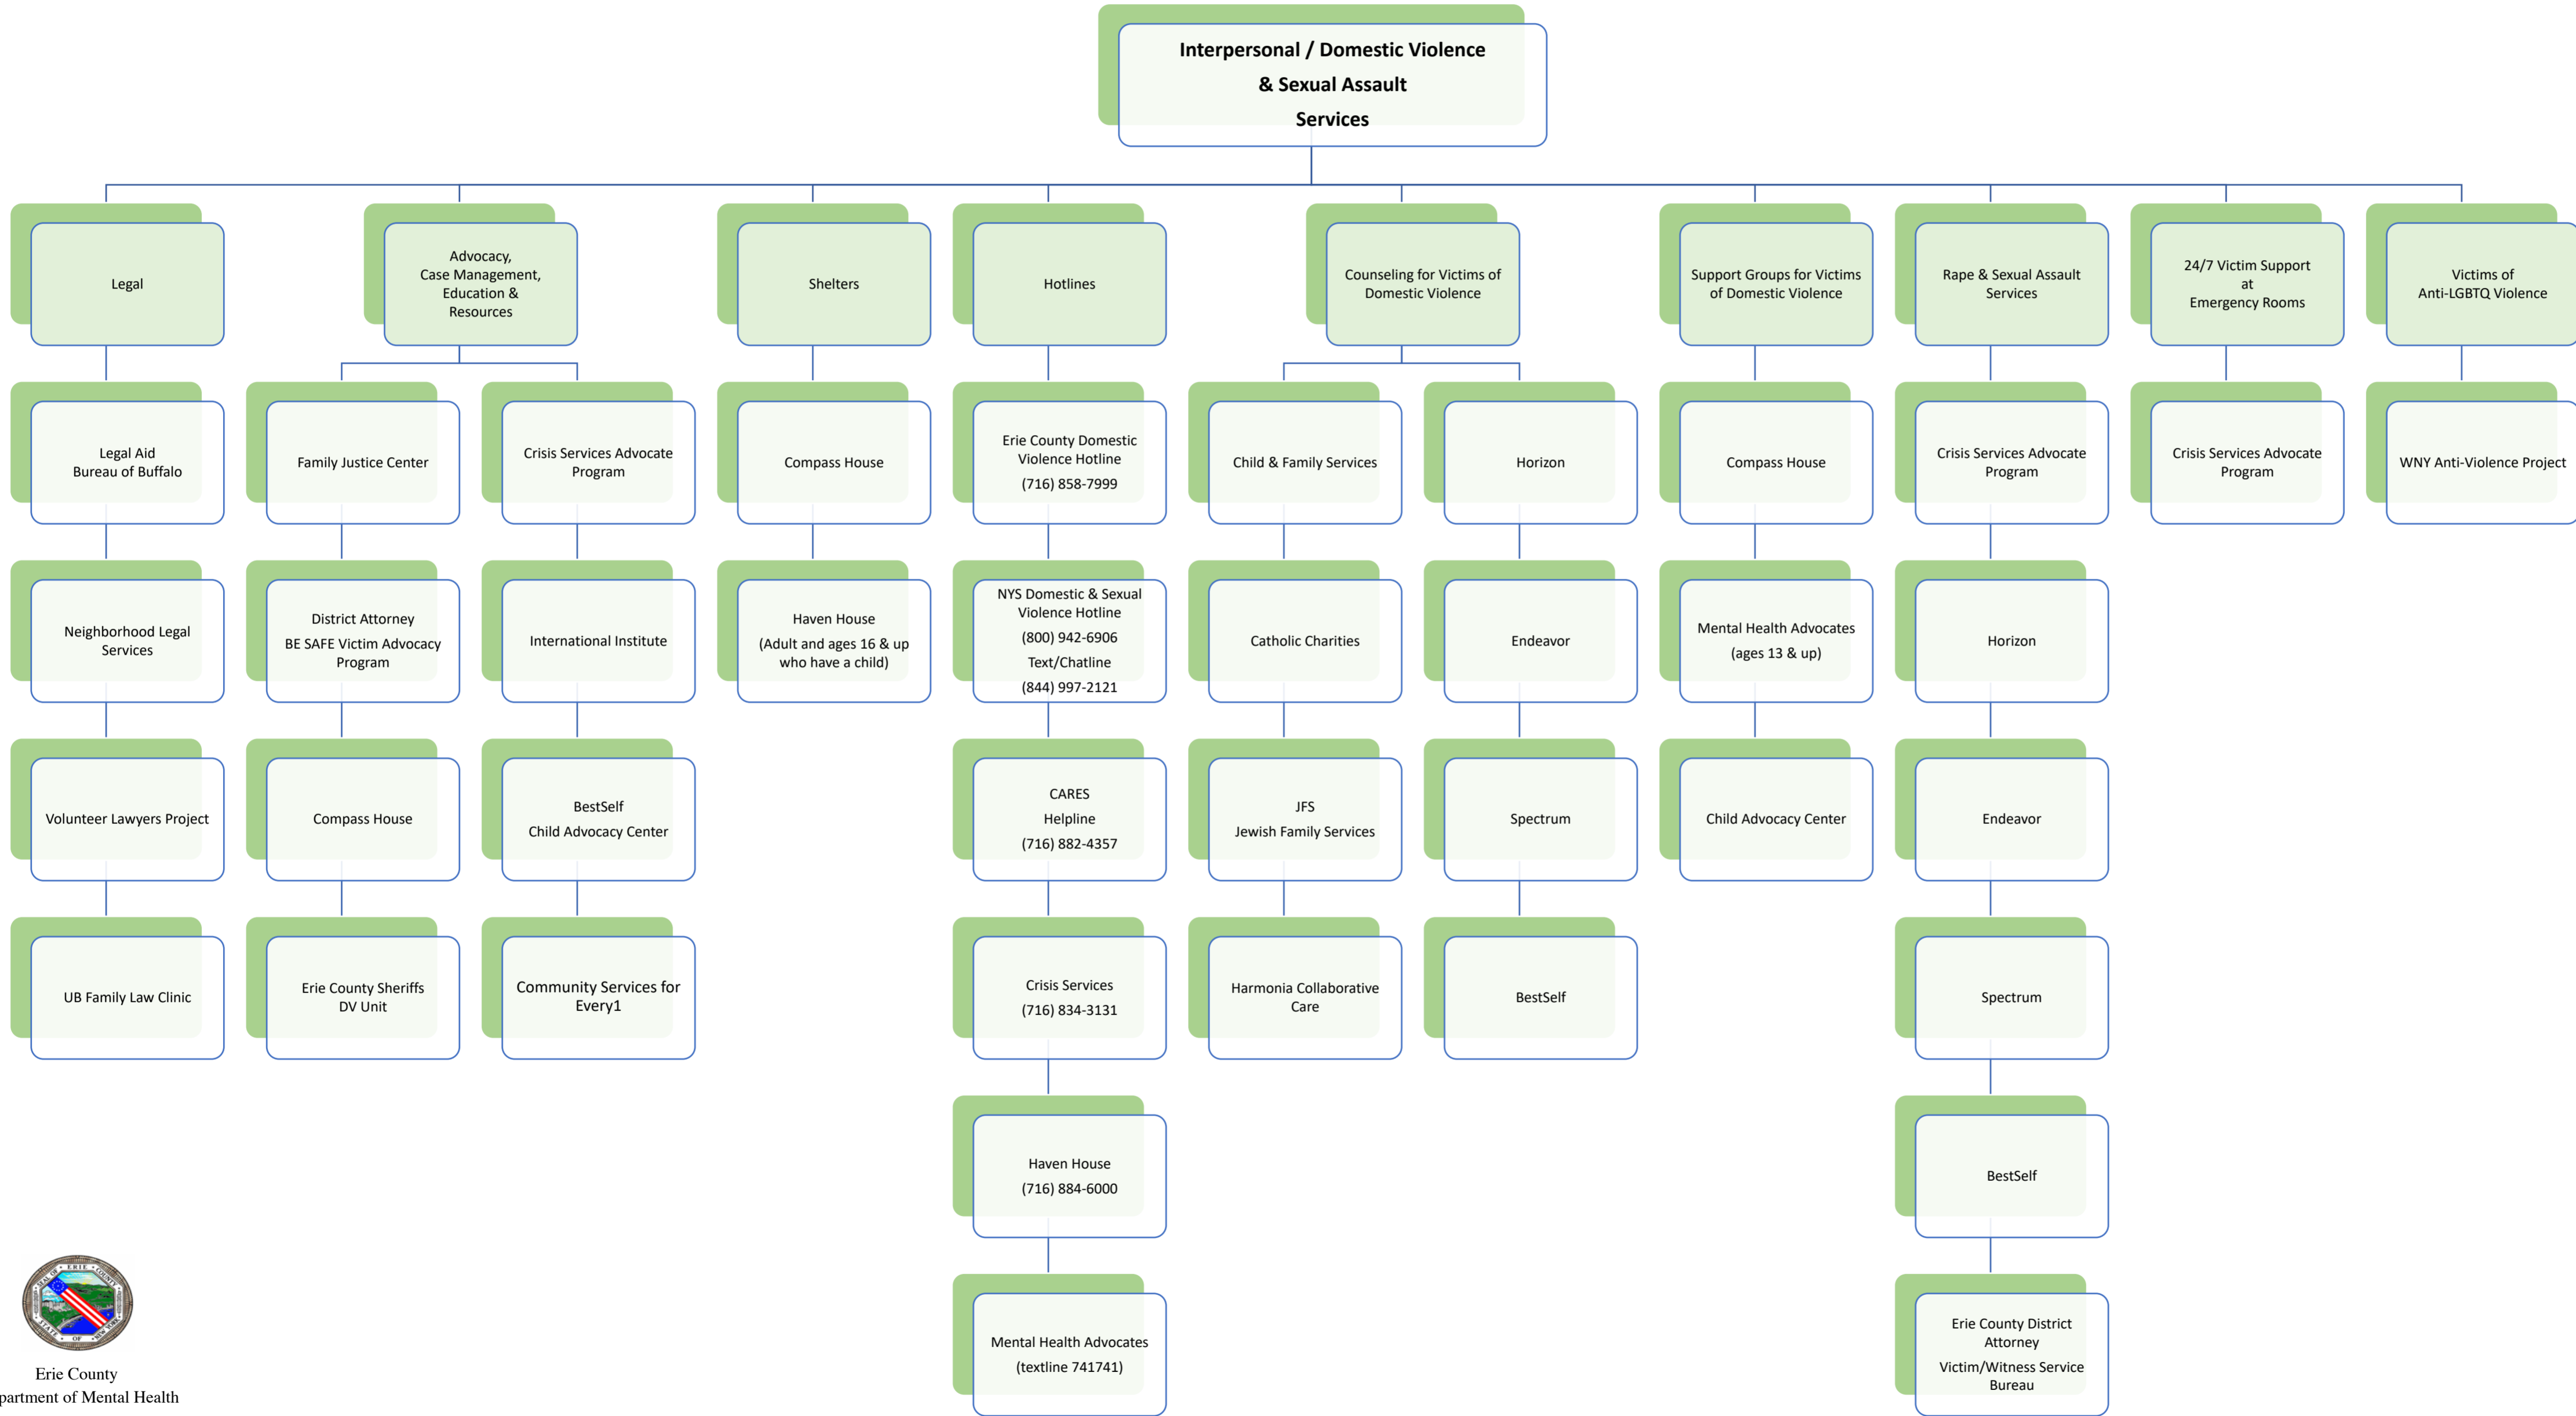 Interpersonal / Domestic Violence
& Sexual Assault
Services
Legal
Advocacy,
Case Management,
Education &
Resources
Shelters
Hotlines
Counseling for Victims of
Domestic Violence
Support Groups for Victims
of Domestic Violence
Rape & Sexual Assault
Services
24/7 Victim Support
at
Emergency Rooms
Victims of
Anti-LGBTQ Violence
Legal Aid
Bureau of Buffalo
Neighborhood Legal
Services
Volunteer Lawyers Project
UB Family Law Clinic
Family Justice Center
District Attorney
BE SAFE Victim Advocacy
Program
Compass House
Erie County Sheriffs
DV Unit
Crisis Services Advocate
Program
International Institute
BestSelf
Child Advocacy Center
Community Services for
Every1
Compass House
Haven House
(Adult and ages 16 & up
who have a child)
Erie County Domestic
Violence Hotline
(716) 858-7999
NYS Domestic & Sexual
Violence Hotline
(800) 942-6906
Text/Chatline
(844) 997-2121
CARES
Helpline
(716) 882-4357
Crisis Services
(716) 834-3131
Haven House
(716) 884-6000
Mental Health Advocates
(textline 741741)
Child & Family Services
Catholic Charities
JFS
Jewish Family Services
Harmonia Collaborative
Care
Horizon
Endeavor
Spectrum
BestSelf
Compass House
Mental Health Advocates
(ages 13 & up)
Child Advocacy Center
Crisis Services Advocate
Program
Horizon
Endeavor
Spectrum
BestSelf
Erie County District
Attorney
Victim/Witness Service
Bureau
Crisis Services Advocate
Program
WNY Anti-Violence Project
SEAL OF ERIE COUNTY
STATE OF NEW YORK
Erie County
partment of Mental Health